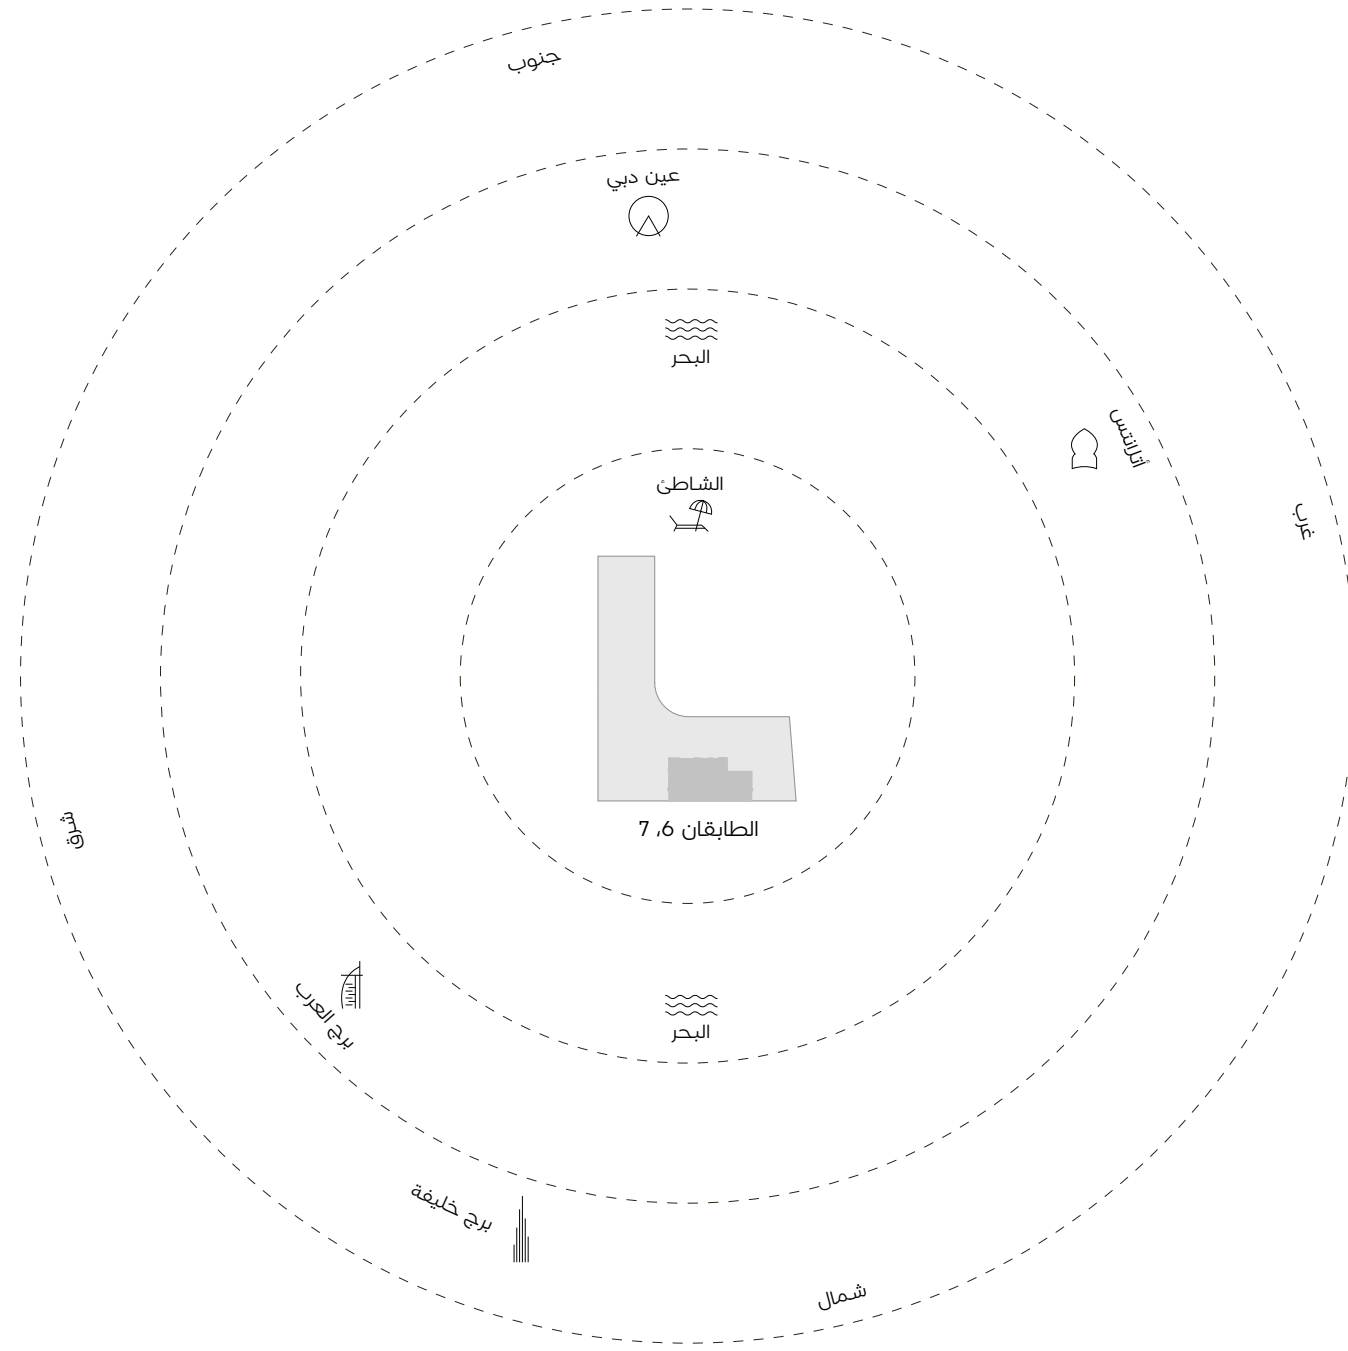 جنوب
عين دبي
البحر
أتلانتس
الشاطئ
غرب
شرق
الطابقان 6، 7
برج العرب
البحر
برج خليفة
شمال